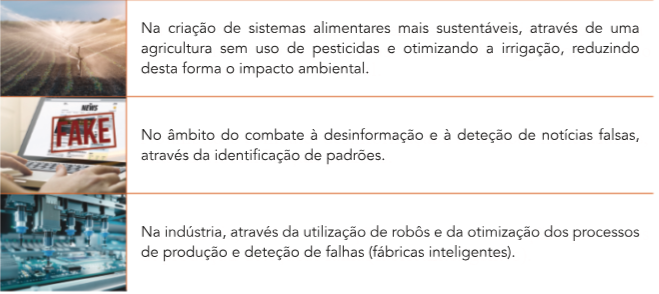 Na criação de sistemas alimentares mais sustentáveis, através de uma
agricultura sem uso de pesticidas e otimizando a irrigação, reduzindo
desta forma o impacto ambiental.
NEWS
FAKE
No âmbito do combate à desinformação e à deteção de notícias falsas,
através da identificação de padrões.
Na indústria, através da utilização de robôs e da otimização dos processos
de produção e deteção de falhas (fábricas inteligentes).